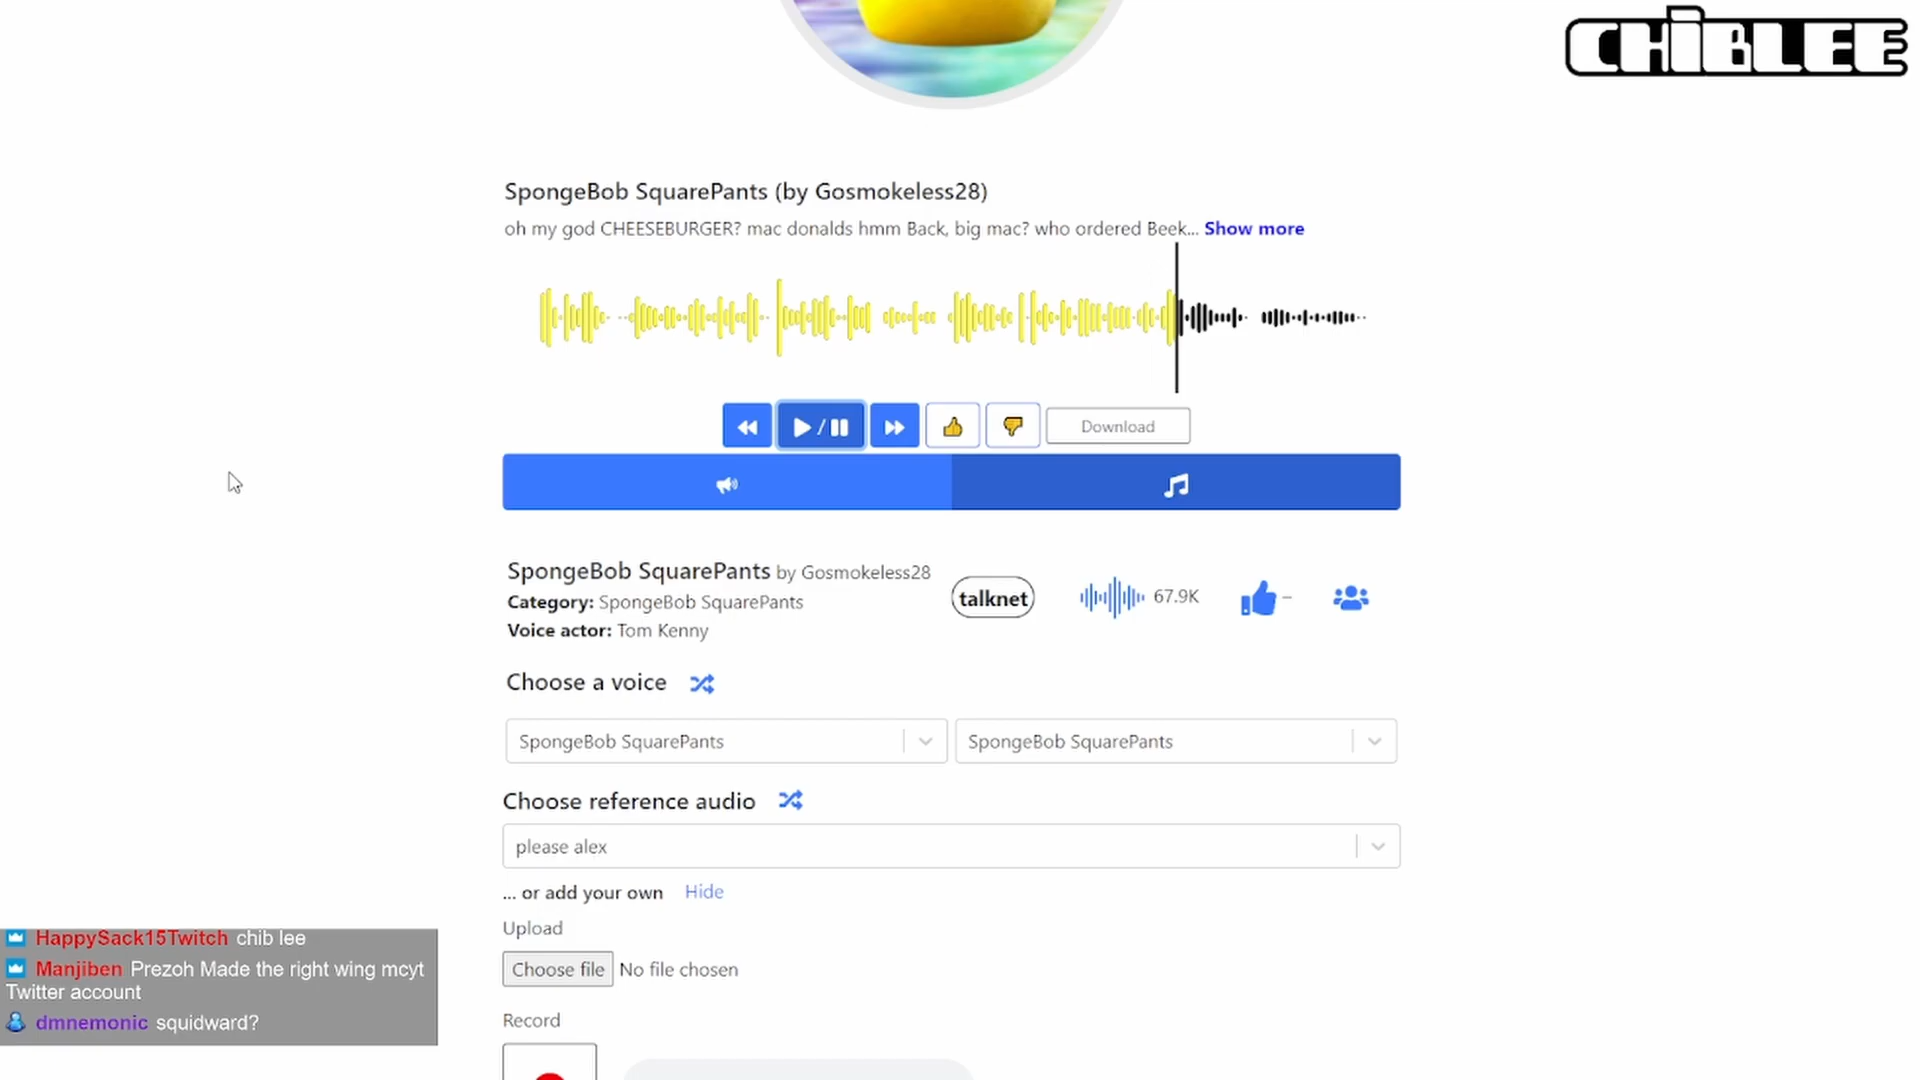 CHIBLEE
SpongeBob SquarePants (by Gosmokeless28)
oh my god CHEESEBURGER? mac donalds hmm Back, big mac? who ordered Beek... Show more
Download
SpongeBob SquarePants by Gosmokeless28
Category: SpongeBob SquarePants
Voice actor: Tom Kenny
talknet
67.9K
–
Choose a voice
SpongeBob SquarePants
SpongeBob SquarePants
Choose reference audio
please alex
... or add your own Hide
Upload
Choose file No file chosen
Record
HappySack15Twitch chib lee
Manjiben Prezoh Made the right wing mcyt
Twitter account
dmnemonic squidward?